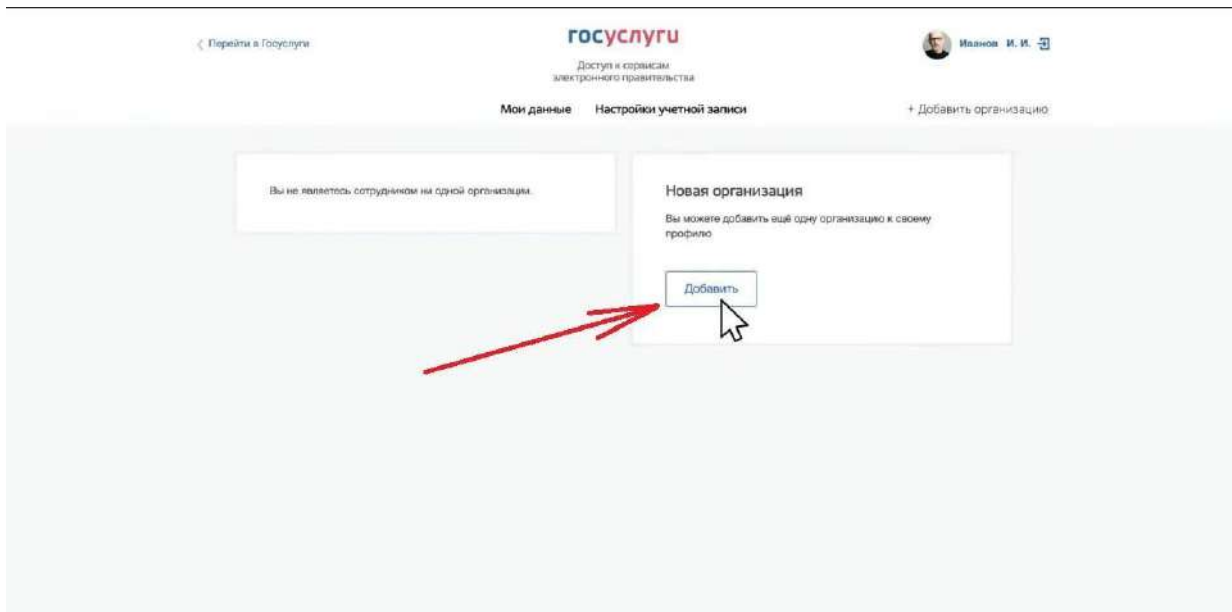 Перейти в Госуслуги
госуслуги
Иванов И. И.
Доступ к сервисам
электронного правительства
Мои данные Настройки учетной записи + Добавить организацию
Вы не являетесь сотрудником ни одной организации.
Новая организация
Вы можете добавить ещё одну организацию к своему
профилю
Добавить